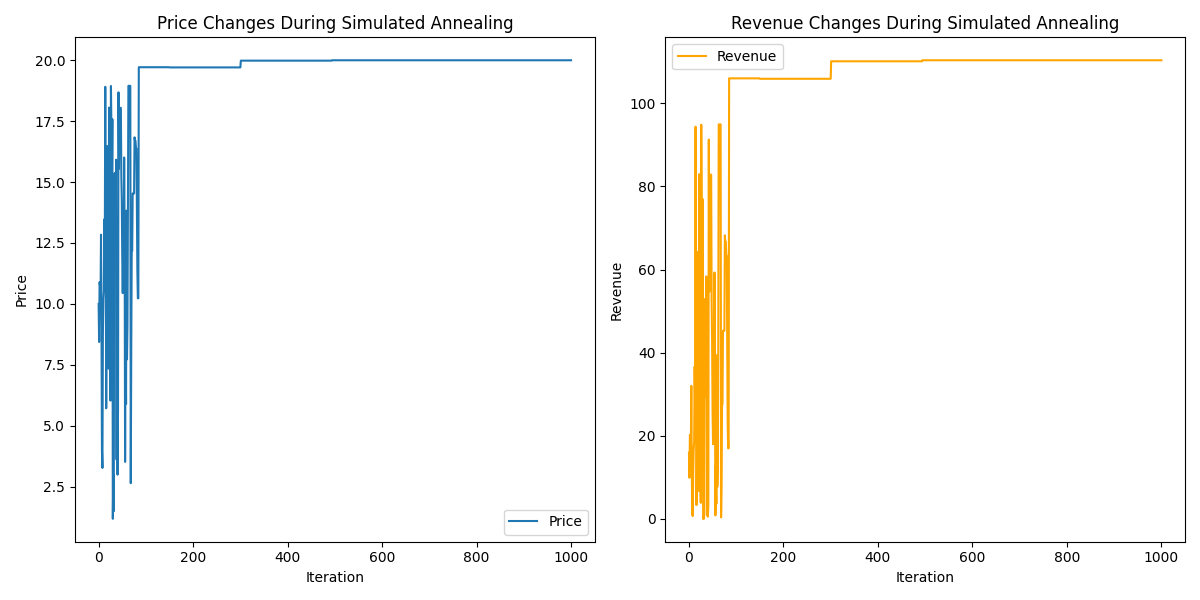 Price Changes During Simulated Annealing
20.0
17.5
15.0
12.5
10.0
7.5
5.0
2.5
Price
Price
0 200 400 600 800 1000
Iteration
Revenue Changes During Simulated Annealing
Revenue
100
80
60
40
20
0
Revenue
0 200 400 600 800 1000
Iteration